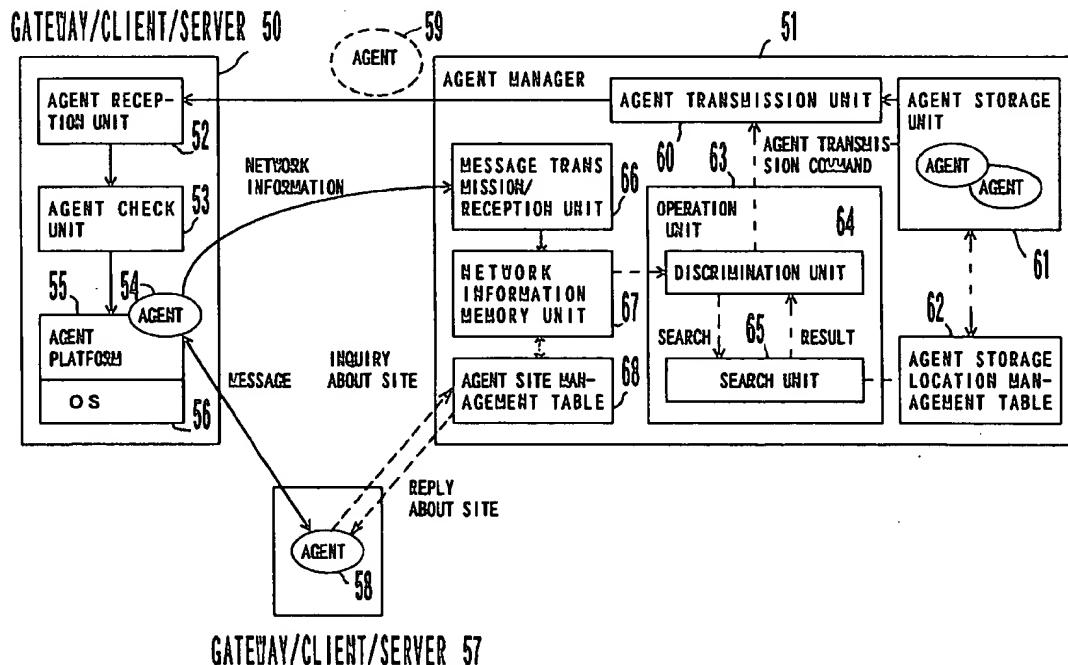 GATEWAY/CLIENT/SERVER 50
59
AGENT
51
AGENT MANAGER
AGENT RECEP-
TION UNIT
52
AGENT TRANSMISSION UNIT
60
AGENT STORAGE
UNIT
AGENT
AGENT
61
AGENT TRANSMIS-
SION COMMAND
63
NETWORK
INFORMATION
MESSAGE TRANS
MISSION/
RECEPTION UNIT
66
AGENT CHECK
UNIT
53
OPERATION
UNIT
64
DISCRIMINATION UNIT
55
54
AGENT
AGENT
PLATFORM
OS
56
NETWORK
INFORMATION
MEMORY UNIT
67
SEARCH
65
RESULT
SEARCH UNIT
62
AGENT STORAGE
LOCATION MAN-
AGEMENT TABLE
MESSAGE
INQUIRY
ABOUT SITE
AGENT SITE MAN-
AGEMENT TABLE
68
REPLY
ABOUT SITE
AGENT
58
GATEWAY/CLIENT/SERVER 57